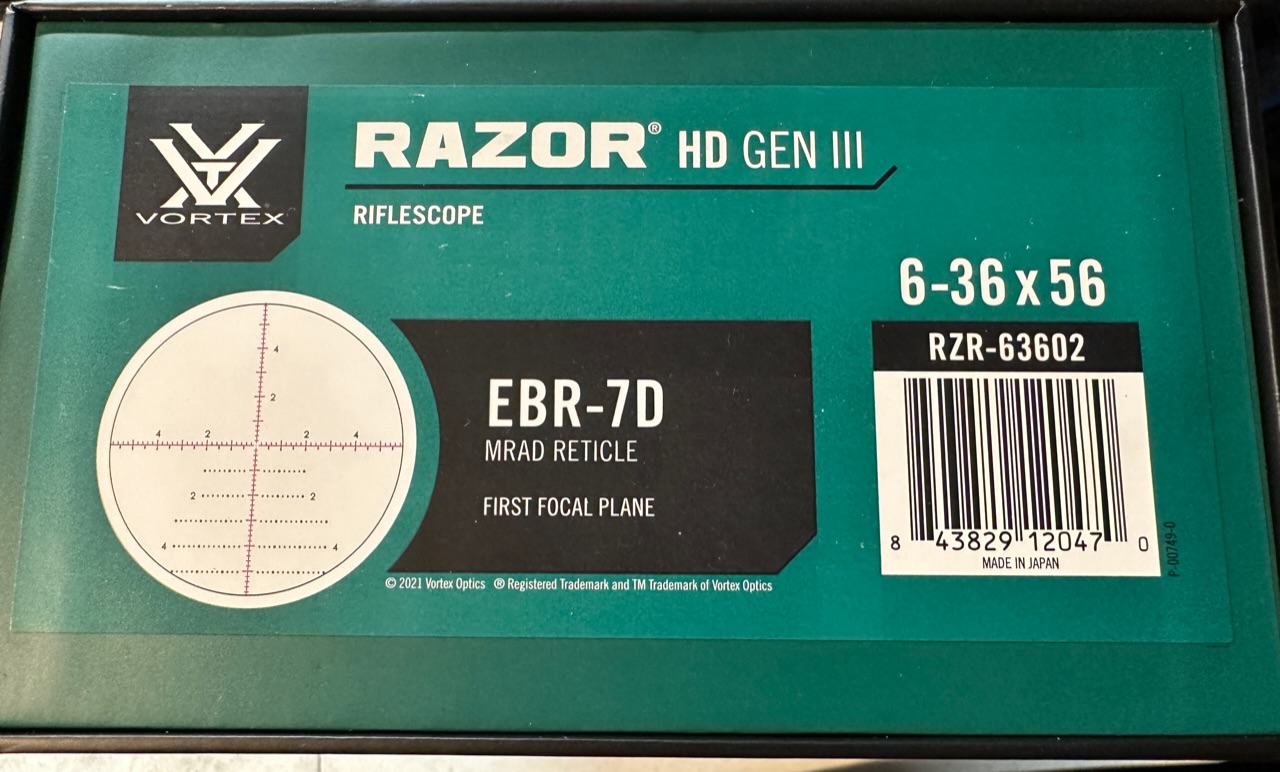 RAZOR® HD GEN III
VORTEX
RIFLESCOPE
6-36 x 56
RZR-63602
4
2
4 2 2 4
2 2
4 4
EBR-7D
MRAD RETICLE
FIRST FOCAL PLANE
8 43829 12047 0
MADE IN JAPAN
P-00749-0
© 2021 Vortex Optics ® Registered Trademark and TM Trademark of Vortex Optics